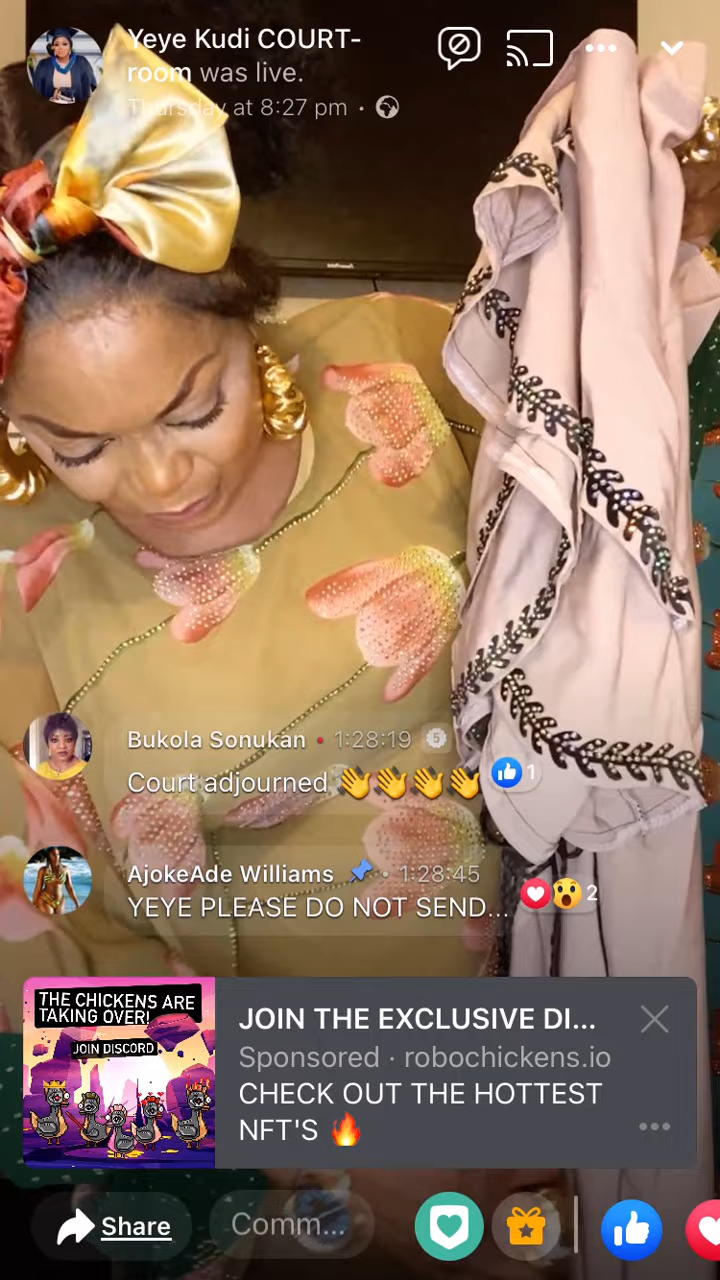 Yeye Kudi COURT-
room was live.
Thursday at 8:27 pm ·
Bukola Sonukan • 1:28:19 5
Court adjourned 👋👋👋👋 1
AjokeAde Williams • 1:28:45
YEYE PLEASE DO NOT SEND... 2
THE CHICKENS ARE
TAKING OVER!
JOIN DISCORD
JOIN THE EXCLUSIVE DI...
Sponsored · robochickens.io
CHECK OUT THE HOTTEST
NFT'S 🔥
Share
Comm...